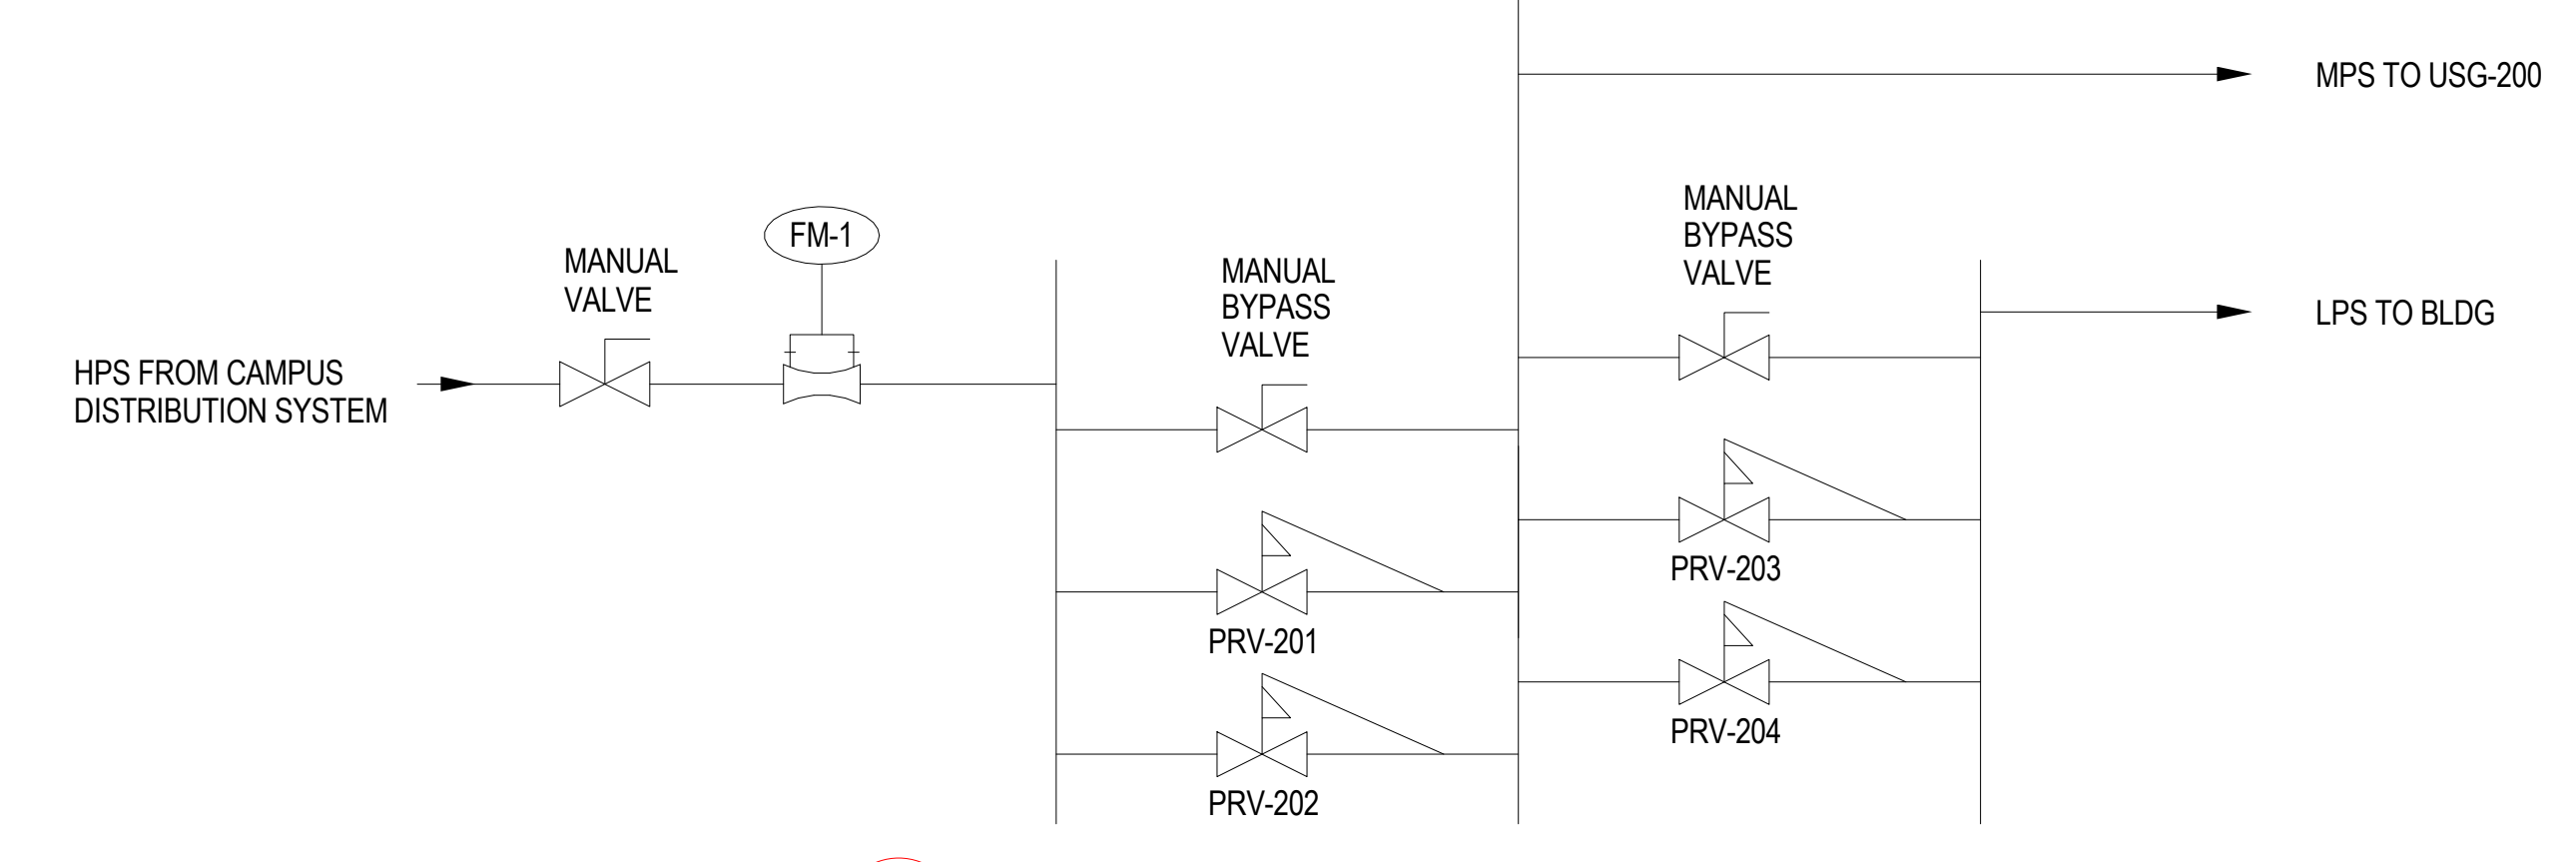 MPS TO USG-200
MANUAL
BYPASS
VALVE
FM-1
MANUAL
VALVE
MANUAL
BYPASS
VALVE
LPS TO BLDG
HPS FROM CAMPUS
DISTRIBUTION SYSTEM
PRV-203
PRV-201
PRV-204
PRV-202